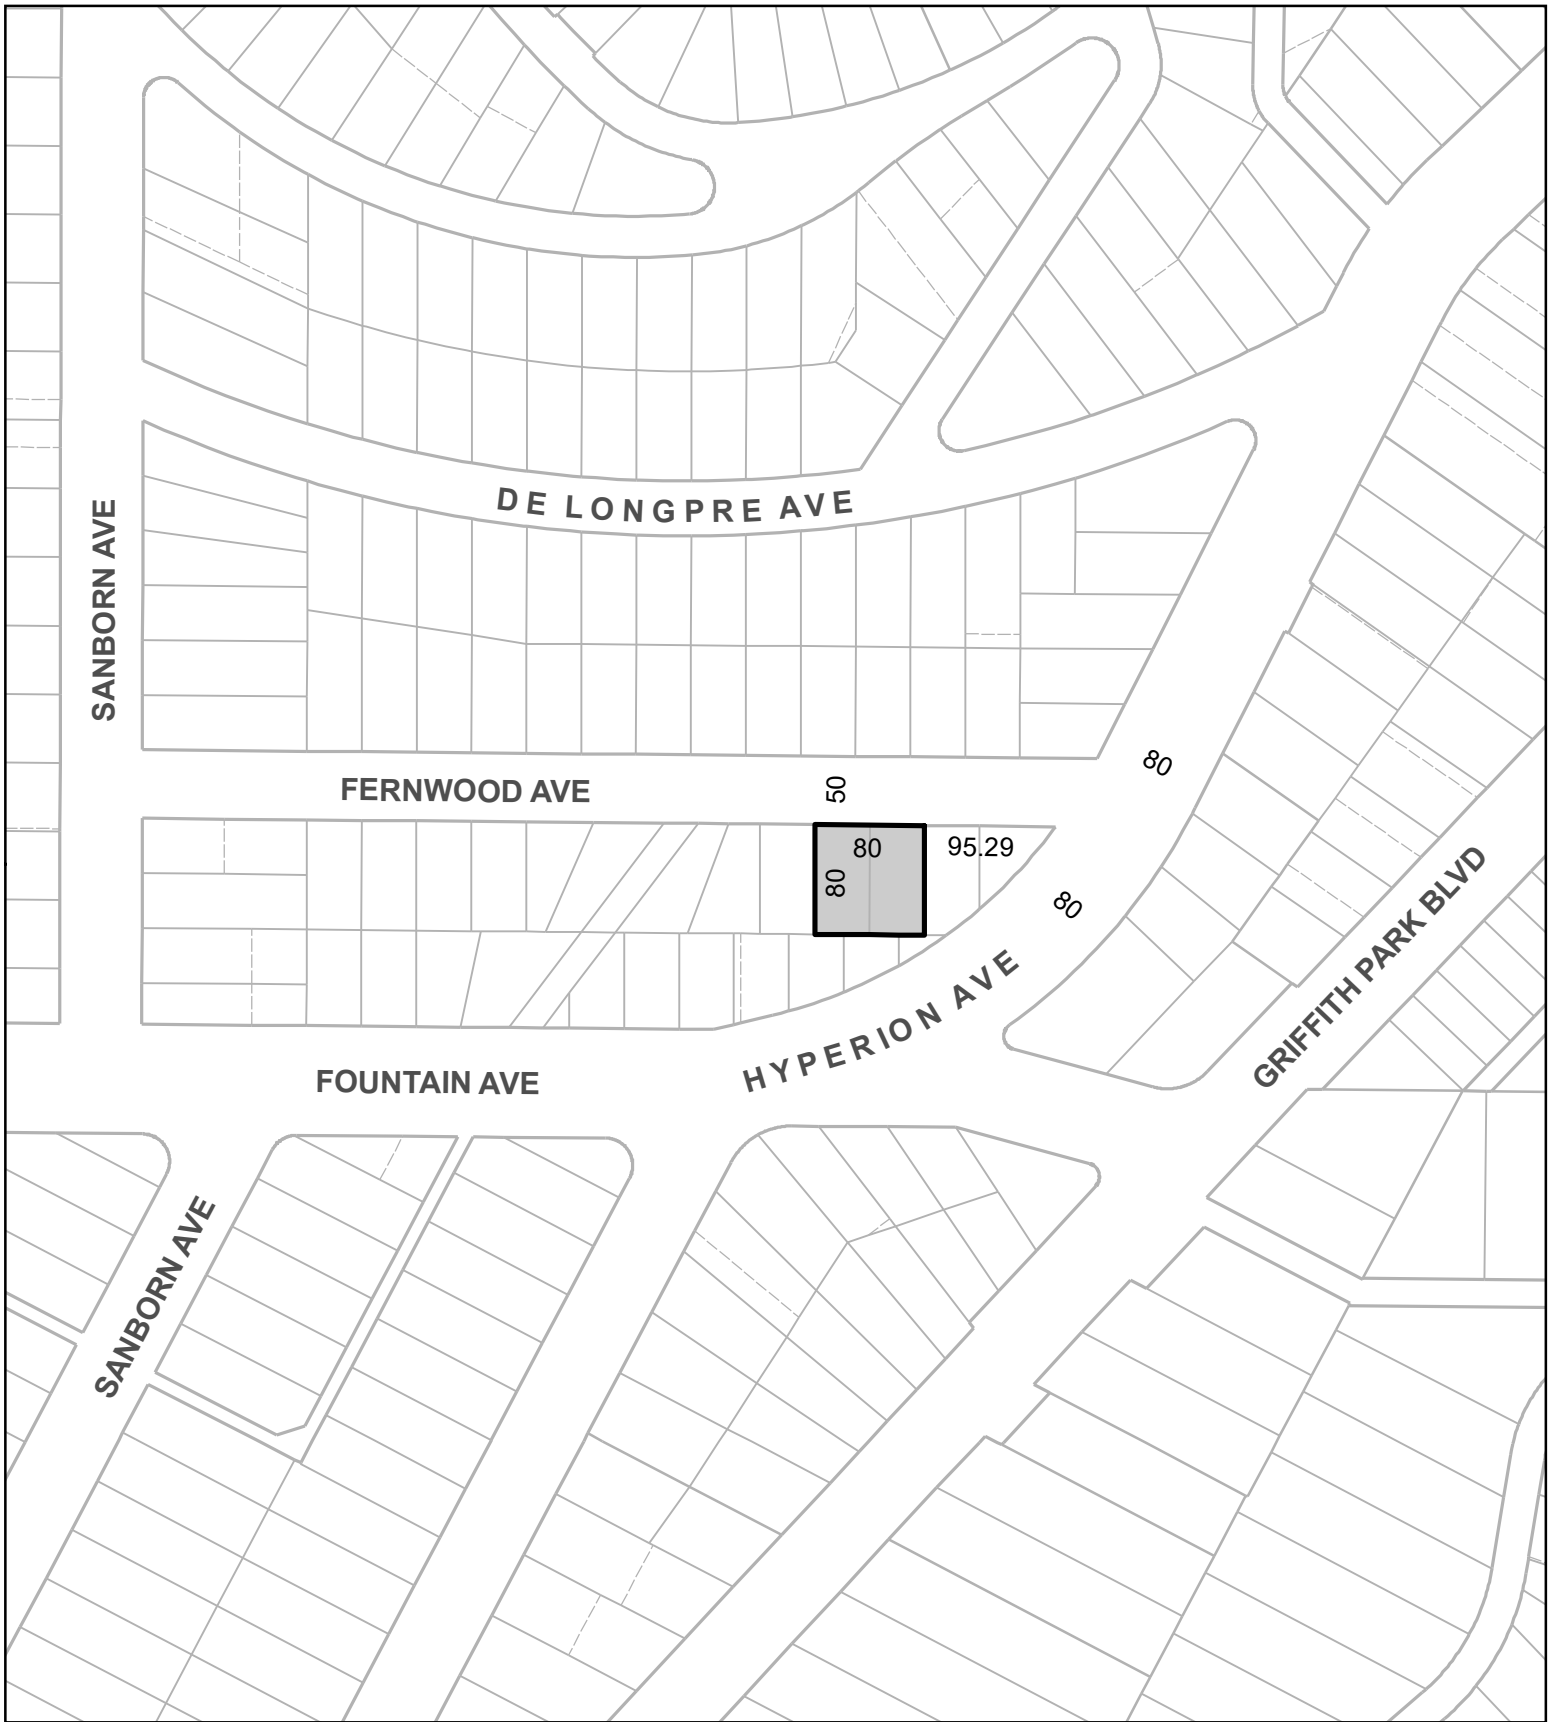 DE LONGPRE AVE
SANBORN AVE
80
FERNWOOD AVE
50
80
95.29
80
80
GRIFFITH PARK BLVD
HYPERION AVE
FOUNTAIN AVE
SANBORN AVE